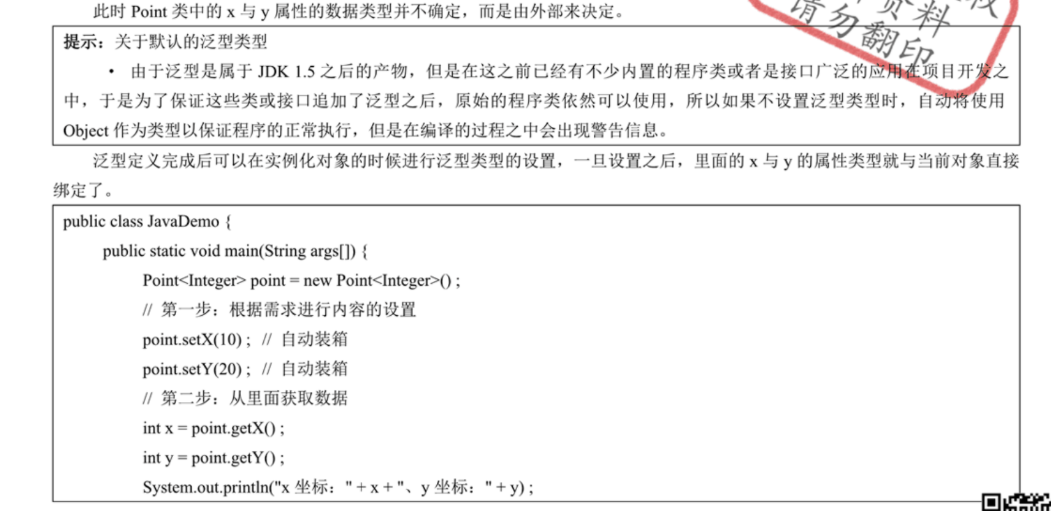 此时 Point 类中的 x 与 y 属性的数据类型并不确定，而是由外部来决定。
提示：关于默认的泛型类型
• 由于泛型是属于 JDK 1.5 之后的产物，但是在这之前已经有不少内置的程序类或者是接口广泛的应用在项目开发之
中，于是为了保证这些类或接口追加了泛型之后，原始的程序类依然可以使用，所以如果不设置泛型类型时，自动将使用
Object 作为类型以保证程序的正常执行，但是在编译的过程之中会出现警告信息。
泛型定义完成后可以在实例化对象的时候进行泛型类型的设置，一旦设置之后，里面的 x 与 y 的属性类型就与当前对象直接
绑定了。
public class JavaDemo {
public static void main(String args[]) {
Point<Integer> point = new Point<Integer>() ;
// 第一步：根据需求进行内容的设置
point.setX(10) ; // 自动装箱
point.setY(20) ; // 自动装箱
// 第二步：从里面获取数据
int x = point.getX() ;
int y = point.getY() ;
System.out.println("x 坐标：" + x + "、y 坐标：" + y) ;
权
资料
请勿翻印